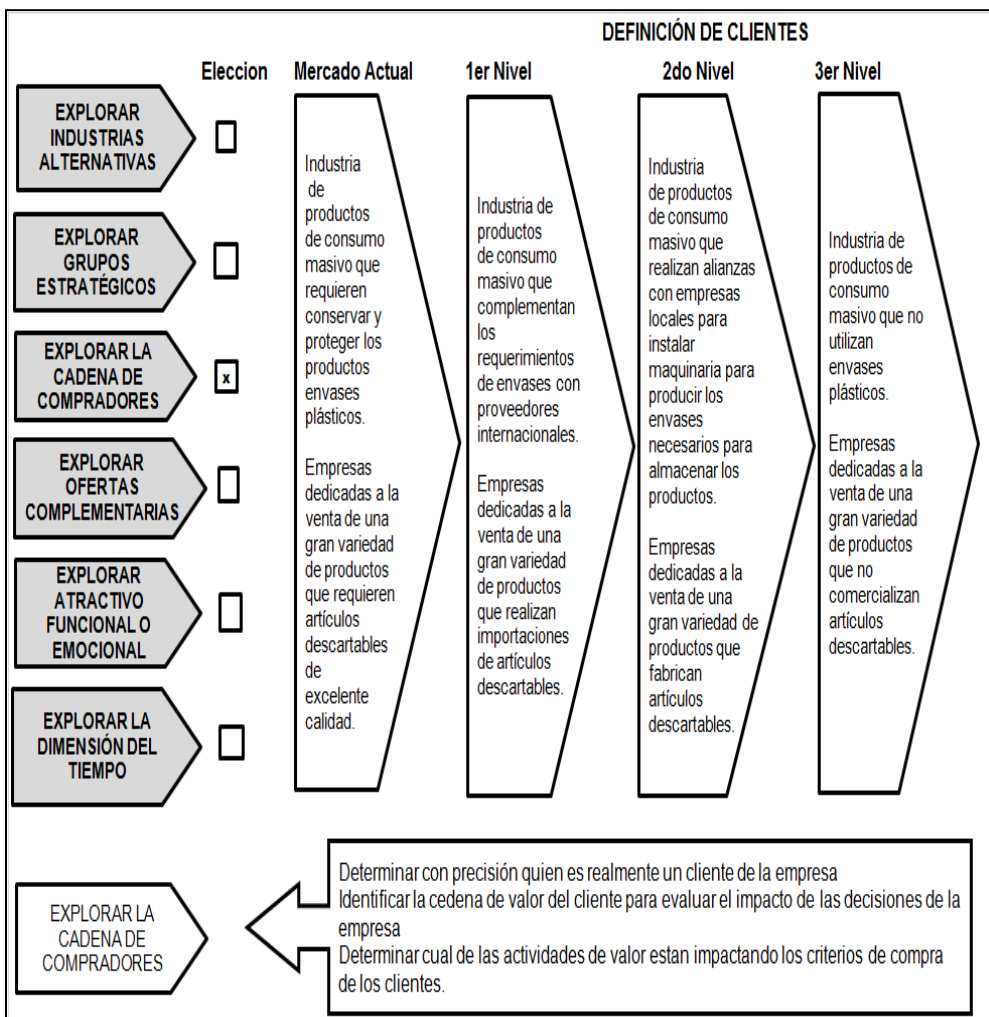 DEFINICIÓN DE CLIENTES
Eleccion
Mercado Actual
1er Nivel
2do Nivel
3er Nivel
EXPLORAR
INDUSTRIAS
ALTERNATIVAS
EXPLORAR
GRUPOS
ESTRATÉGICOS
EXPLORAR LA
CADENA DE
COMPRADORES
x
EXPLORAR
OFERTAS
COMPLEMENTARIAS
EXPLORAR
ATRACTIVO
FUNCIONAL O
EMOCIONAL
EXPLORAR LA
DIMENSIÓN DEL
TIEMPO
Industria
de
productos
de consumo
masivo que
requieren
conservar y
proteger los
productos
envases
plásticos.
Empresas
dedicadas a la
venta de una
gran variedad
de productos
que requieren
artículos
descartables
de
excelente
calidad.
Industria de
productos
de consumo
masivo que
complementan
los
requerimientos
de envases con
proveedores
internacionales.
Empresas
dedicadas a la
venta de una
gran variedad
de productos
que realizan
importaciones
de artículos
descartables.
Industria
de productos
de consumo
masivo que
realizan alianzas
con empresas
locales para
instalar
maquinaria para
producir los
envases
necesarios para
almacenar los
productos.
Empresas
dedicadas a la
venta de una
gran variedad de
productos que
fabrican
artículos
descartables.
Industria de
productos de
consumo
masivo que no
utilizan
envases
plásticos.
Empresas
dedicadas a la
venta de una
gran variedad
de productos
que no
comercializan
artículos
descartables.
EXPLORAR LA
CADENA DE
COMPRADORES
Determinar con precisión quien es realmente un cliente de la empresa
Identificar la cedena de valor del cliente para evaluar el impacto de las decisiones de la
empresa
Determinar cual de las actividades de valor estan impactando los criterios de compra
de los clientes.